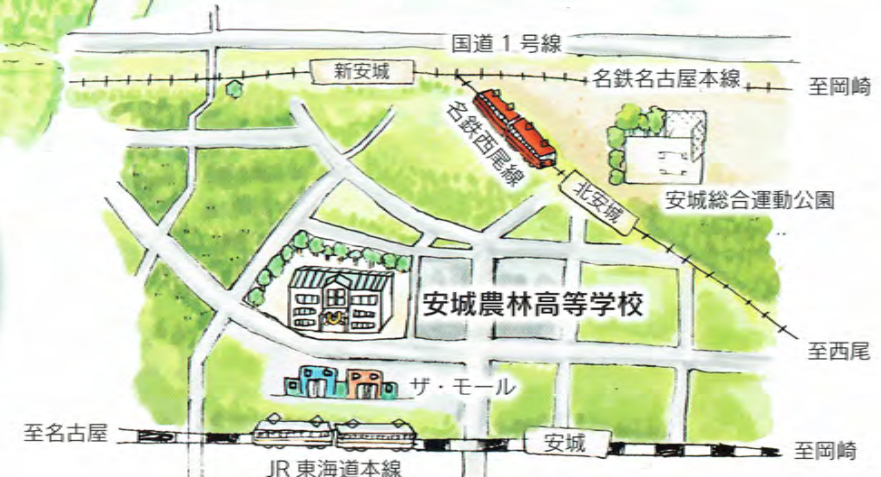 国道1号線
新安城
名鉄名古屋本線
至岡崎
名鉄西尾線
北安城
安城総合運動公園
安城農林高等学校
至西尾
ザ・モール
至名古屋
安城
至岡崎
JR東海道本線